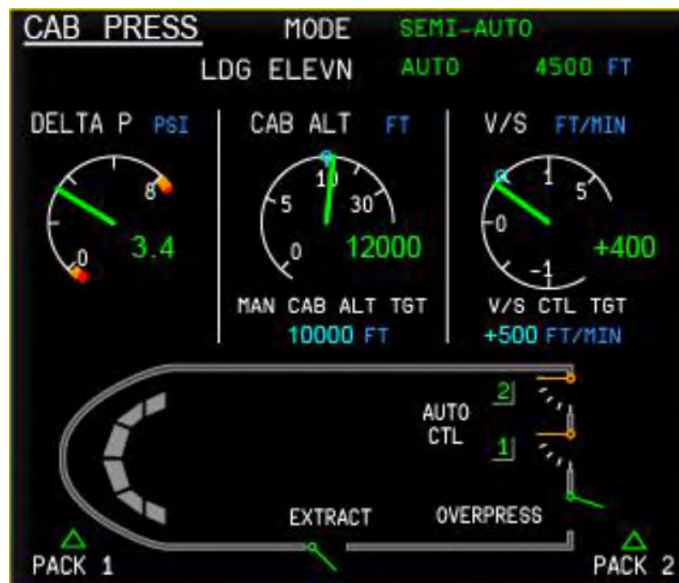 CAB PRESS MODE SEMI-AUTO
LDG ELEVN AUTO 4500 FT
DELTA P PSI
8
0
3.4
CAB ALT FT
10
5
30
0
12000
MAN CAB ALT TGT
10000 FT
V/S FT/MIN
1
5
0
-1
+400
V/S CTL TGT
+500 FT/MIN
AUTO
CTL
2
1
EXTRACT
OVERPRESS
PACK 1
PACK 2